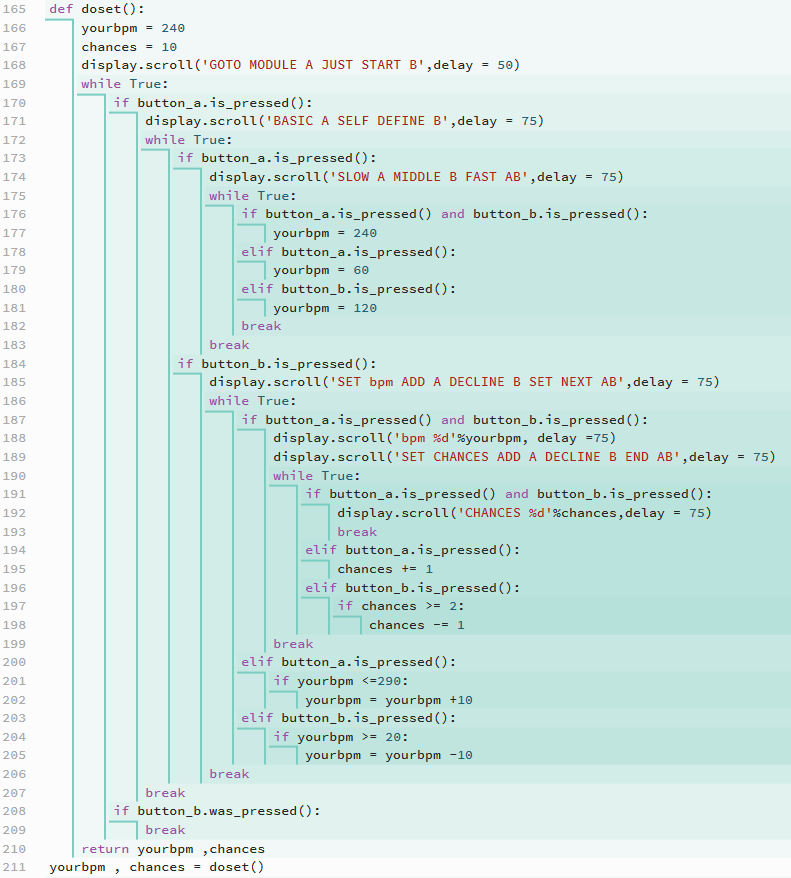 165 def doset():
166     yourbpm = 240
167     chances = 10
168     display.scroll('GOTO MODULE A JUST START B',delay = 50)
169     while True:
170         if button_a.is_pressed():
171             display.scroll('BASIC A SELF DEFINE B',delay = 75)
172             while True:
173                 if button_a.is_pressed():
174                     display.scroll('SLOW A MIDDLE B FAST AB',delay = 75)
175                     while True:
176                         if button_a.is_pressed() and button_b.is_pressed():
177                             yourbpm = 240
178                         elif button_a.is_pressed():
179                             yourbpm = 60
180                         elif button_b.is_pressed():
181                             yourbpm = 120
182                         break
183                     break
184                 if button_b.is_pressed():
185                     display.scroll('SET bpm ADD A DECLINE B SET NEXT AB',delay = 75)
186                     while True:
187                         if button_a.is_pressed() and button_b.is_pressed():
188                             display.scroll('bpm %d'%yourbpm, delay =75)
189                             display.scroll('SET CHANCES ADD A DECLINE B END AB',delay = 75)
190                             while True:
191                                 if button_a.is_pressed() and button_b.is_pressed():
192                                     display.scroll('CHANCES %d'%chances,delay = 75)
193                                     break
194                                 elif button_a.is_pressed():
195                                     chances += 1
196                                 elif button_b.is_pressed():
197                                     if chances >= 2:
198                                         chances -= 1
199                             break
200                         elif button_a.is_pressed():
201                             if yourbpm <=290:
202                                 yourbpm = yourbpm +10
203                         elif button_b.is_pressed():
204                             if yourbpm >= 20:
205                                 yourbpm = yourbpm -10
206                     break
207             break
208         if button_b.was_pressed():
209             break
210     return yourbpm ,chances
211 yourbpm , chances = doset()